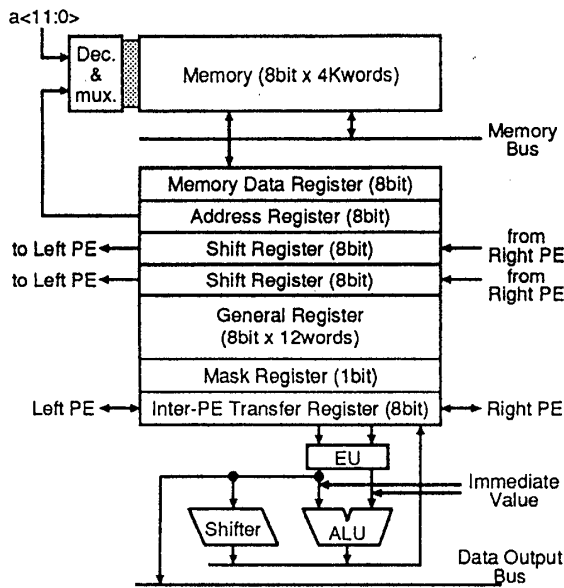 a<11:0>
Dec.
&
mux.
Memory (8bit x 4Kwords)
Memory
Bus
Memory Data Register (8bit)
Address Register (8bit)
to Left PE
Shift Register (8bit)
from
Right PE
to Left PE
Shift Register (8bit)
from
Right PE
General Register
(8bit x 12words)
Mask Register (1bit)
Left PE
Inter-PE Transfer Register (8bit)
Right PE
EU
Immediate
Value
Shifter
ALU
Data Output
Bus